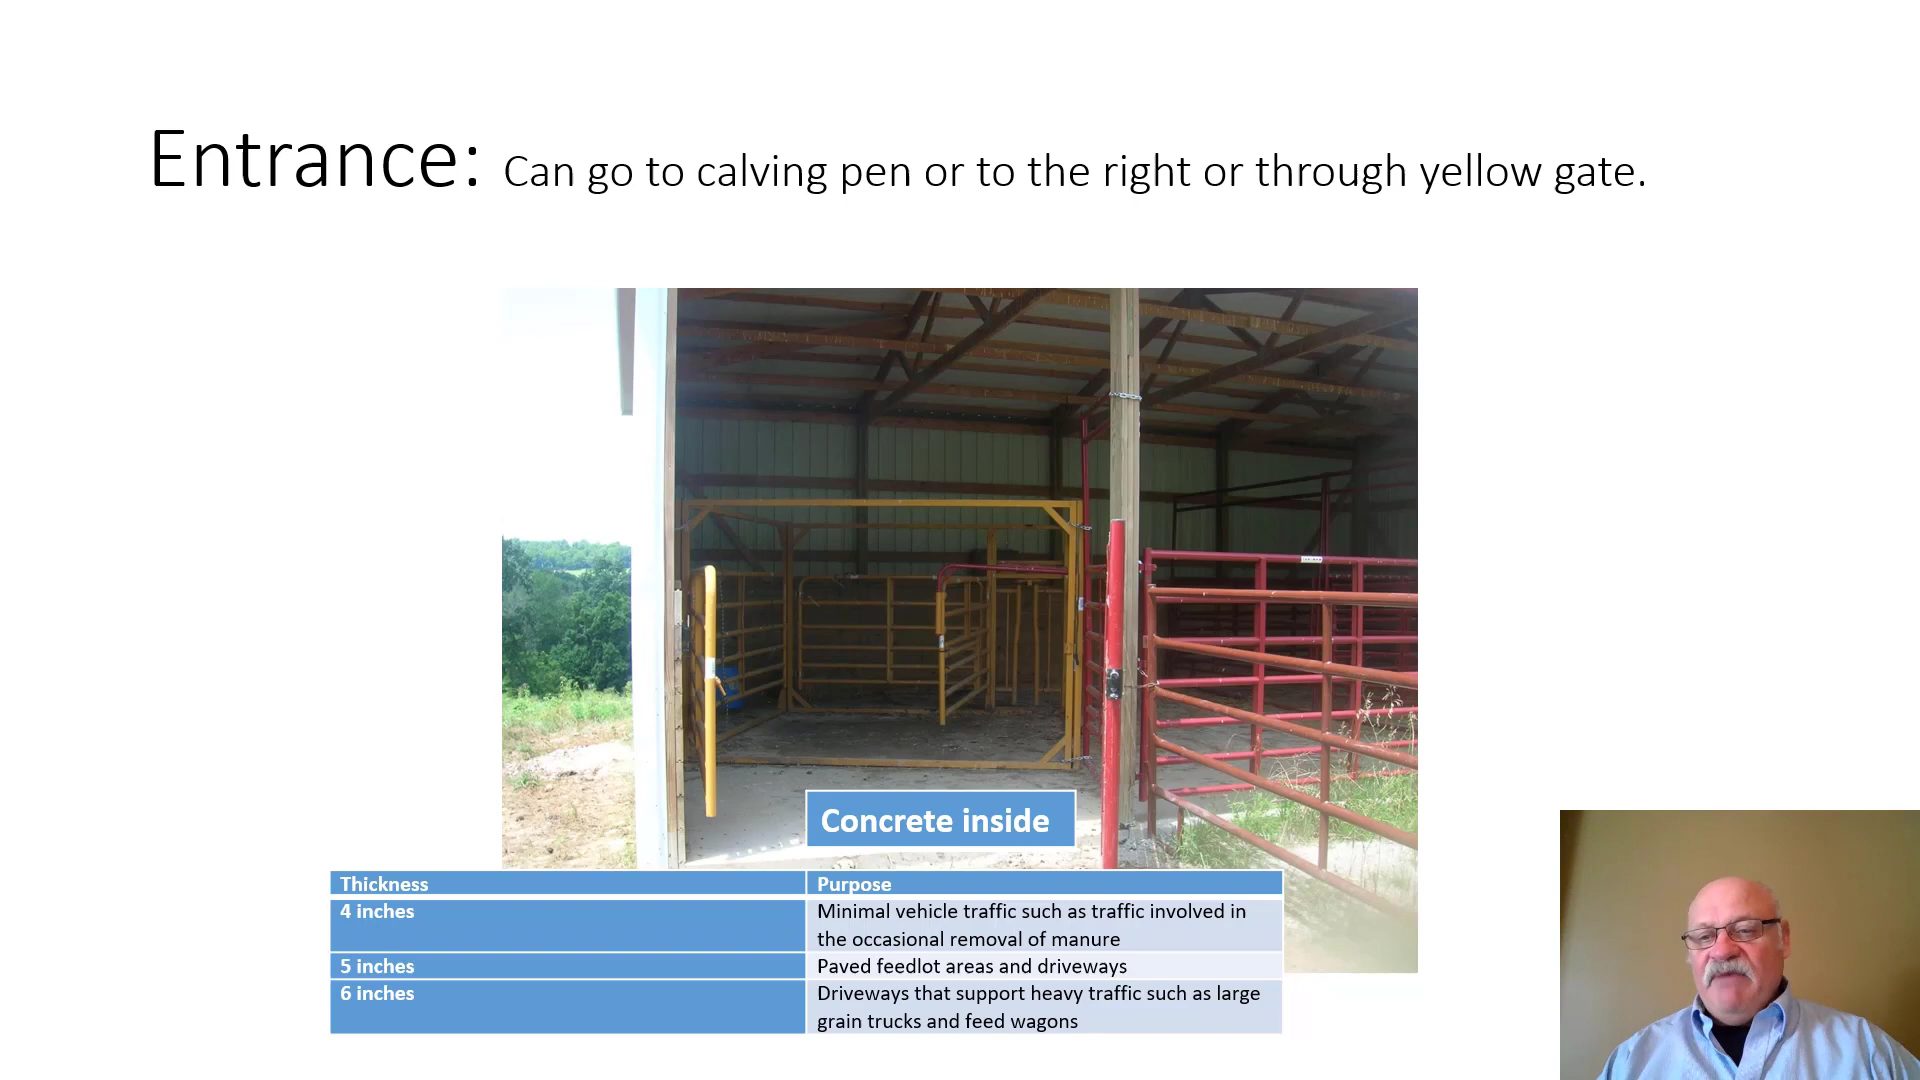 Entrance: Can go to calving pen or to the right or through yellow gate.
Concrete inside
Thickness Purpose
4 inches Minimal vehicle traffic such as traffic involved in
the occasional removal of manure
5 inches Paved feedlot areas and driveways
6 inches Driveways that support heavy traffic such as large
grain trucks and feed wagons